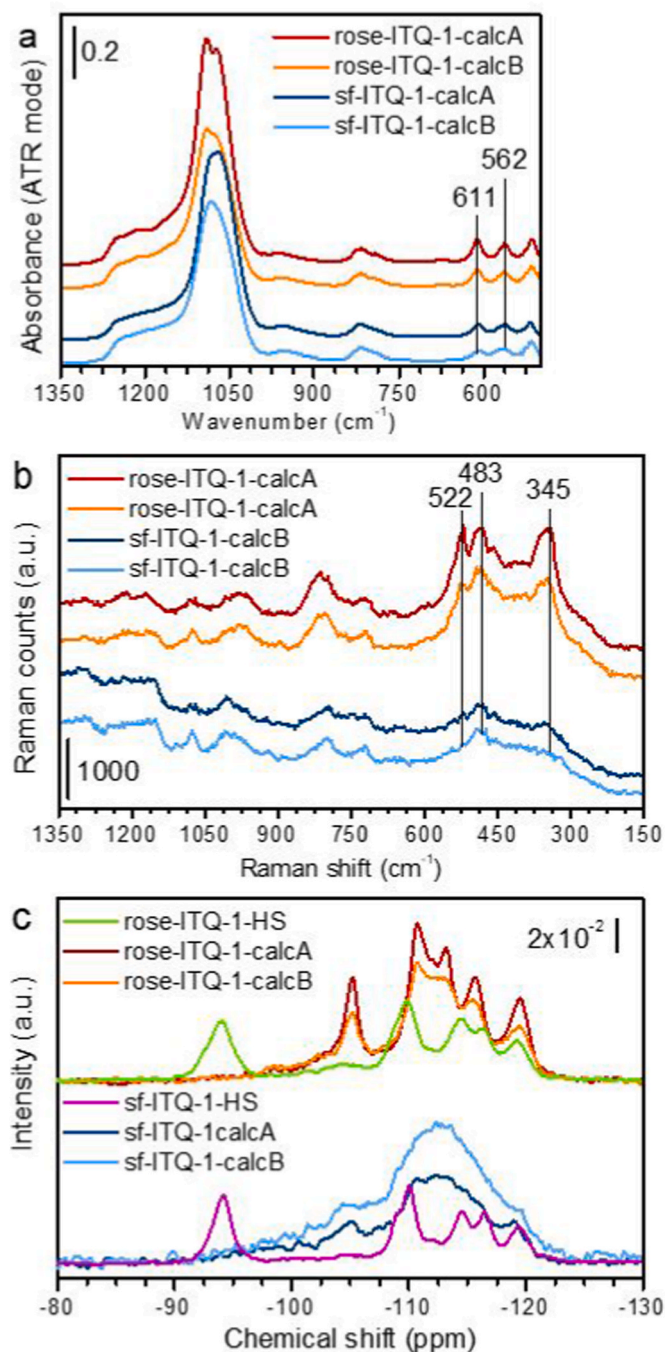 a
0.2
rose-ITQ-1-calcA
rose-ITQ-1-calcB
sf-ITQ-1-calcA
sf-ITQ-1-calcB
562
611
Absorbance (ATR mode)
1350 1200 1050 900 750 600
Wavenumber (cm⁻¹)
b
rose-ITQ-1-calcA
rose-ITQ-1-calcA
sf-ITQ-1-calcB
sf-ITQ-1-calcB
522 483 345
Raman counts (a.u.)
1000
1350 1200 1050 900 750 600 450 300 150
Raman shift (cm⁻¹)
c
rose-ITQ-1-HS
rose-ITQ-1-calcA
rose-ITQ-1-calcB
2x10⁻²
Intensity (a.u.)
sf-ITQ-1-HS
sf-ITQ-1calcA
sf-ITQ-1-calcB
-80 -90 -100 -110 -120 -130
Chemical shift (ppm)